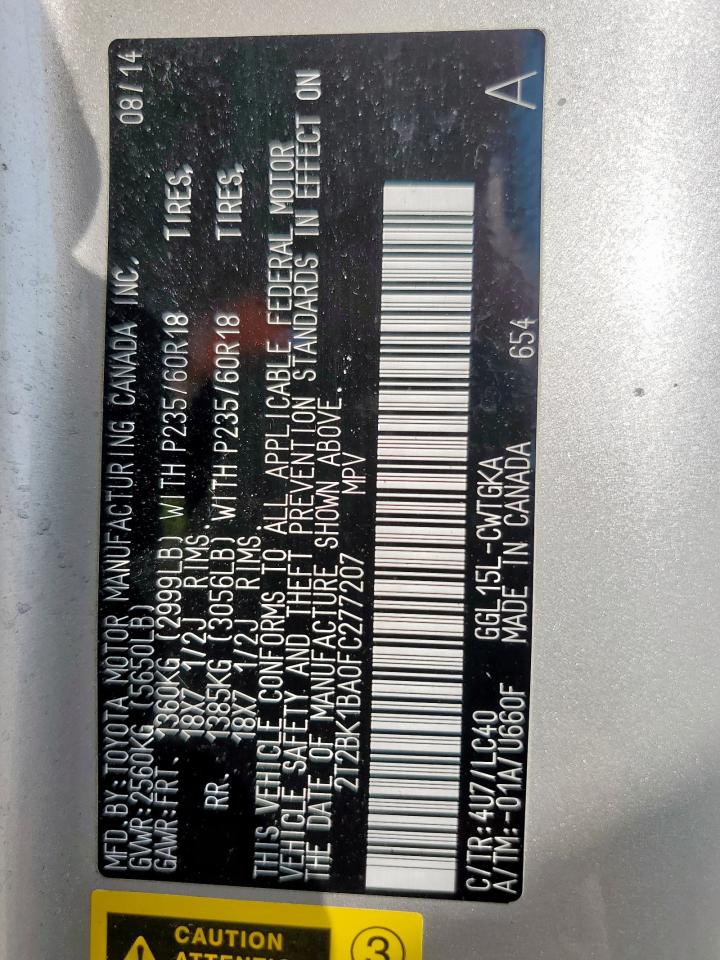 MFD BY:TOYOTA MOTOR MANUFACTURING CANADA INC. 08/14
GVWR:2560KG (5650LB)
GAWR:FRT. 1360KG (2999LB) WITH P235/60R18 TIRES,
18X7 1/2J RIMS,
RR. 1385KG (3056LB) WITH P235/60R18 TIRES,
18X7 1/2J RIMS
THIS VEHICLE CONFORMS TO ALL APPLICABLE FEDERAL MOTOR
VEHICLE SAFETY AND THEFT PREVENTION STANDARDS IN EFFECT ON
THE DATE OF MANUFACTURE SHOWN ABOVE.
2T2BK1BA0FC277207 MPV
C/TR:4U7/LC40 GGL15L-CWTGKA
A/TM:-01A/U660F MADE IN CANADA 654 A
CAUTION
ATTENTION
3